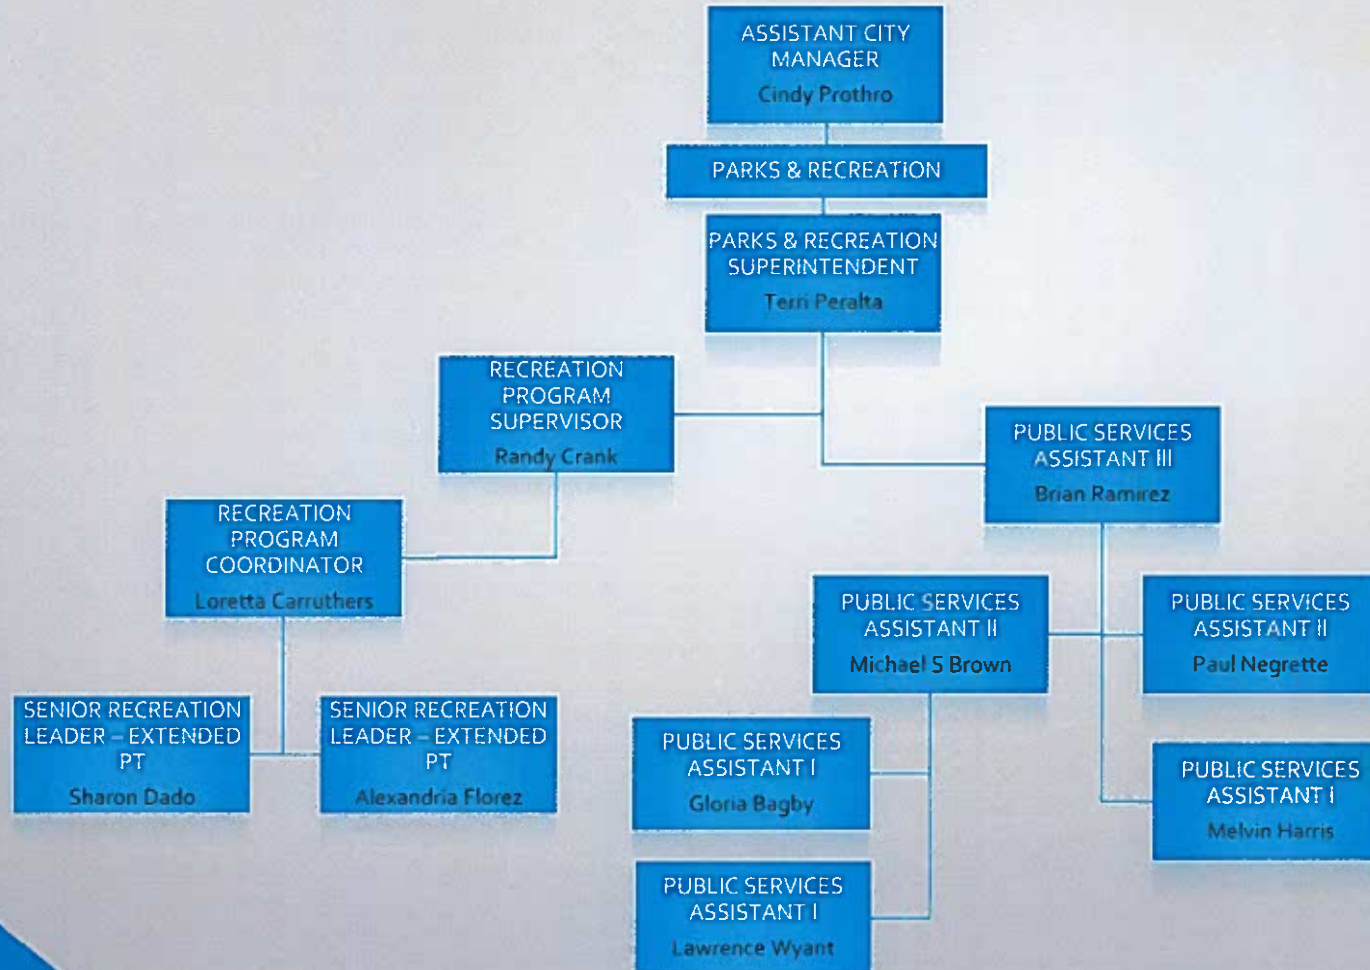 ASSISTANT CITY
MANAGER
Cindy Prothro
PARKS & RECREATION
PARKS & RECREATION
SUPERINTENDENT
Terri Peralta
RECREATION
PROGRAM
SUPERVISOR
Randy Crank
PUBLIC SERVICES
ASSISTANT III
Brian Ramirez
RECREATION
PROGRAM
COORDINATOR
Loretta Carruthers
PUBLIC SERVICES
ASSISTANT II
Michael S Brown
PUBLIC SERVICES
ASSISTANT II
Paul Negrette
SENIOR RECREATION
LEADER – EXTENDED
PT
Sharon Dado
SENIOR RECREATION
LEADER – EXTENDED
PT
Alexandria Florez
PUBLIC SERVICES
ASSISTANT I
Gloria Bagby
PUBLIC SERVICES
ASSISTANT I
Melvin Harris
PUBLIC SERVICES
ASSISTANT I
Lawrence Wyant